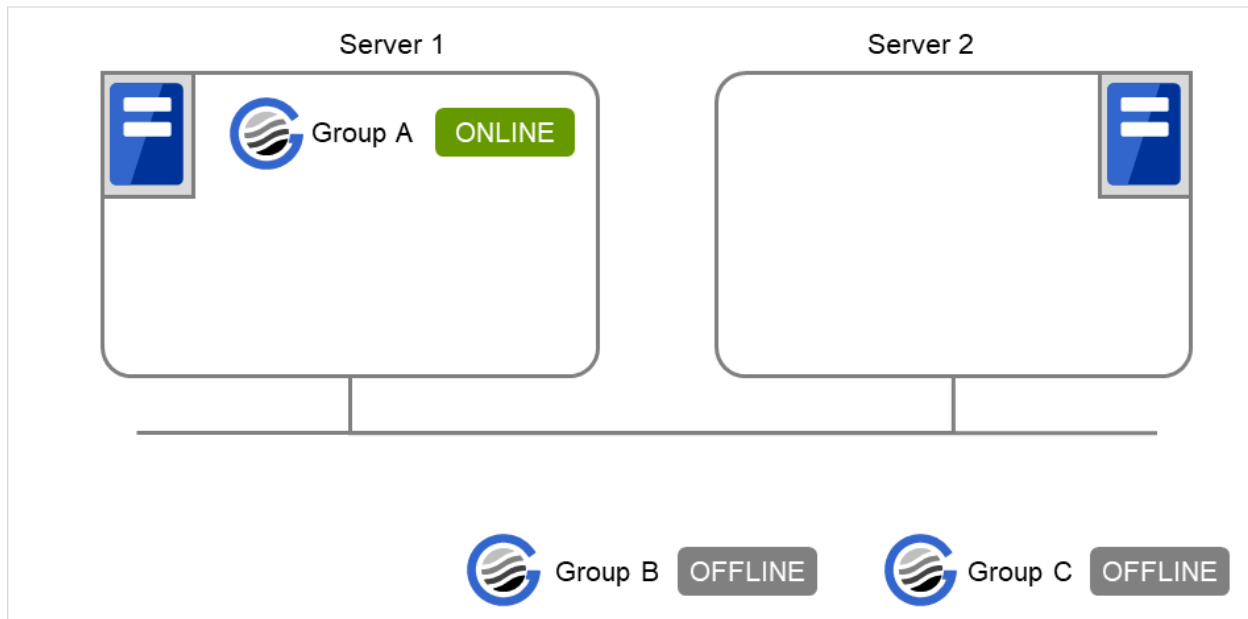 Server 1
Server 2
Group A ONLINE
Group B OFFLINE
Group C OFFLINE